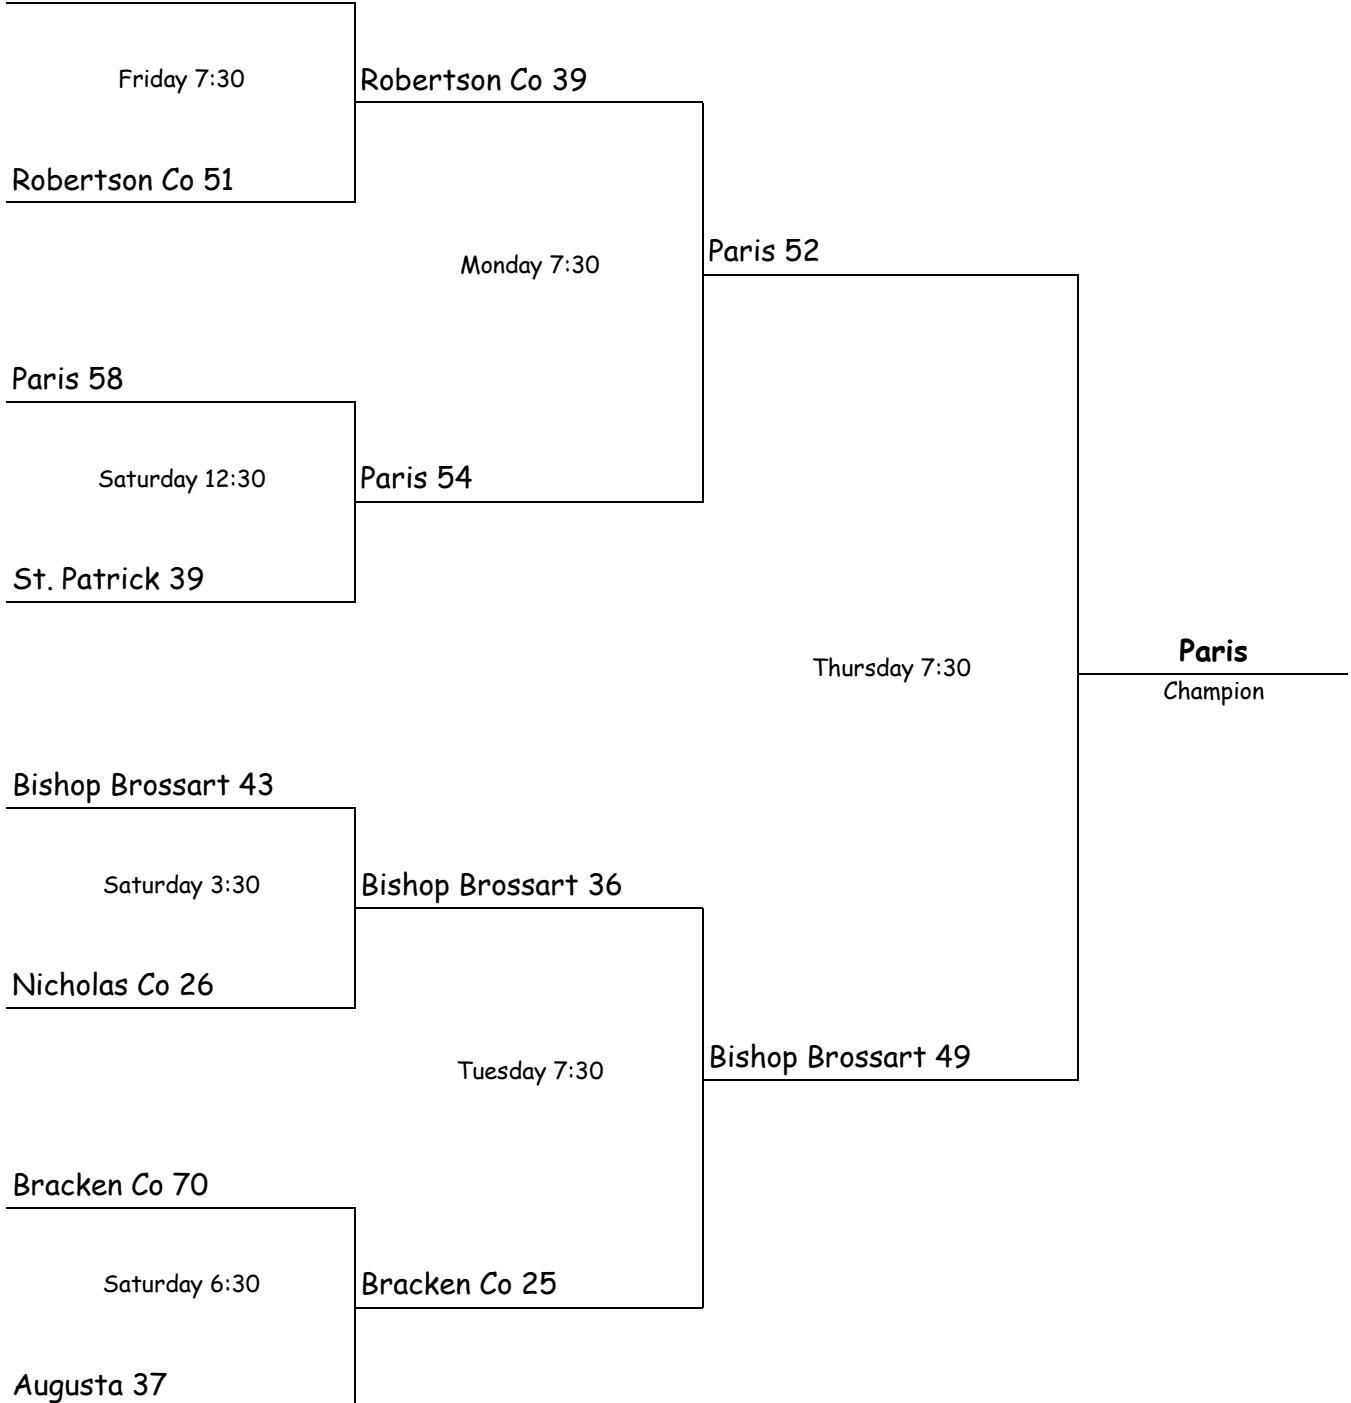 Friday 7:30
Robertson Co 39
Robertson Co 51
Monday 7:30
Paris 52
Paris 58
Saturday 12:30
Paris 54
St. Patrick 39
Thursday 7:30
Paris
Champion
Bishop Brossart 43
Saturday 3:30
Bishop Brossart 36
Nicholas Co 26
Tuesday 7:30
Bishop Brossart 49
Bracken Co 70
Saturday 6:30
Bracken Co 25
Augusta 37